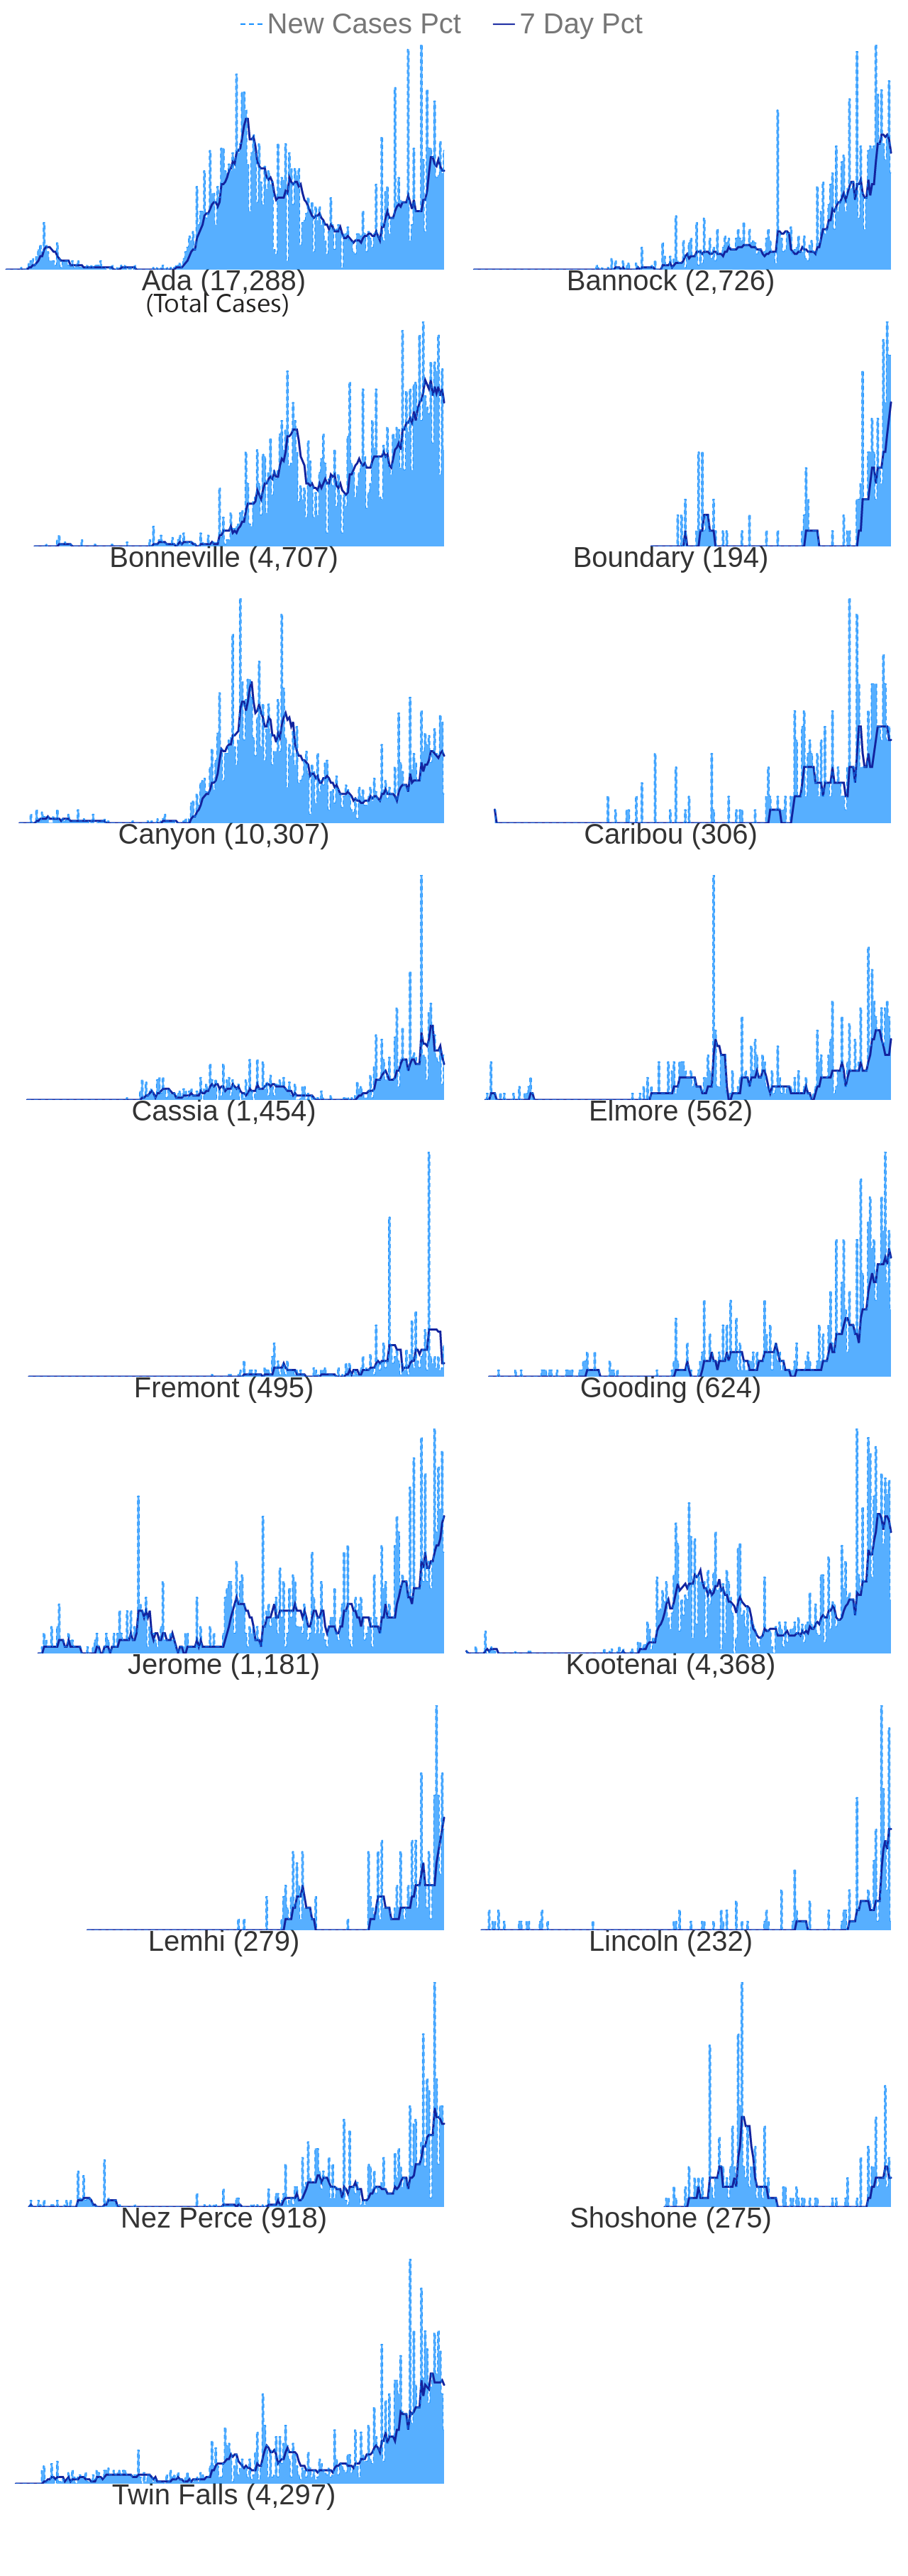 New Cases Pct 7 Day Pct
Ada (17,288) Bannock (2,726)
(Total Cases)
Bonneville (4,707) Boundary (194)
Canyon (10,307) Caribou (306)
Cassia (1,454) Elmore (562)
Fremont (495) Gooding (624)
Jerome (1,181) Kootenai (4,368)
Lemhi (279) Lincoln (232)
Nez Perce (918) Shoshone (275)
Twin Falls (4,297)